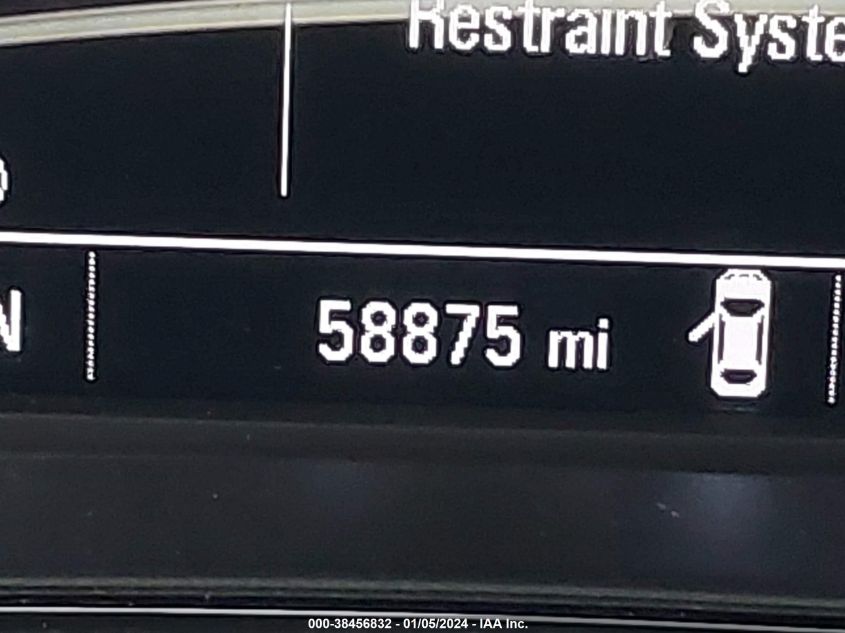 Restraint Syste
N
58875 mi
000-38456832 - 01/05/2024 - IAA Inc.